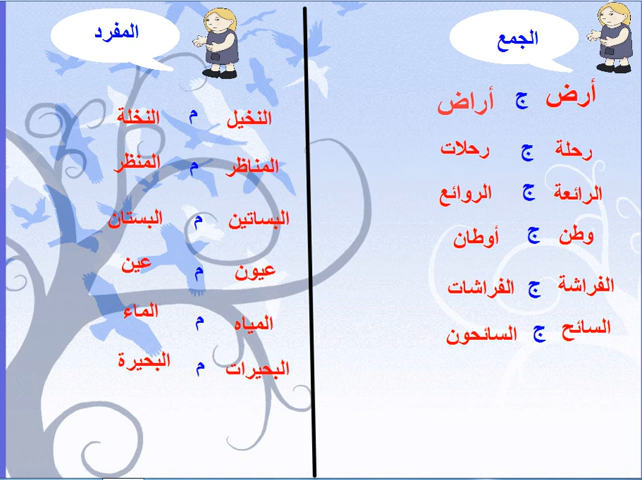 الجمع
أرض ج أراض
رحلة ج رحلات
الرائعة ج الروائع
وطن ج أوطان
الفراشة ج الفراشات
السائح ج السائحون
المفرد
النخيل م النخلة
المناظر م المنظر
البساتين م البستان
عيون م عين
المياه م الماء
البحيرات م البحيرة